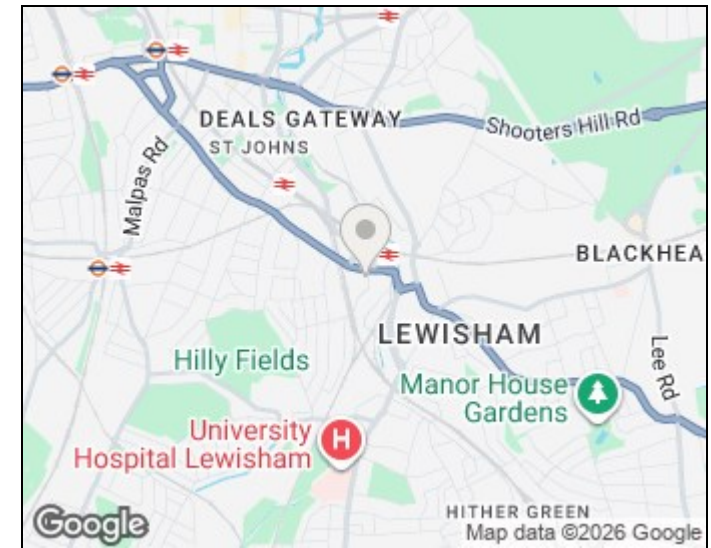 DEALS GATEWAY
Shooters Hill Rd
ST JOHNS
Malpas Rd
BLACKHEA
LEWISHAM
Hilly Fields
Manor House
Gardens
Lee Rd
University
Hospital Lewisham
H
HITHER GREEN
Google
Map data ©2026 Google